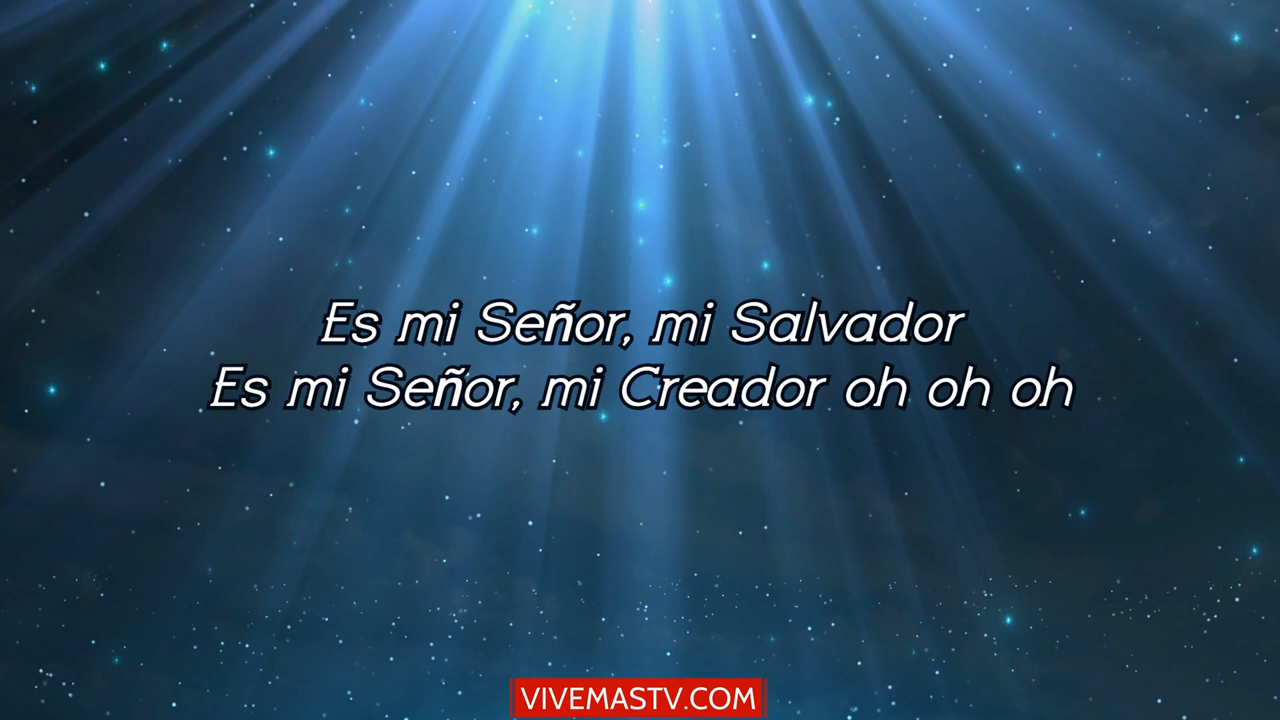 Es mi Señor, mi Salvador
Es mi Señor, mi Creador oh oh oh
VIVEMASTV.COM